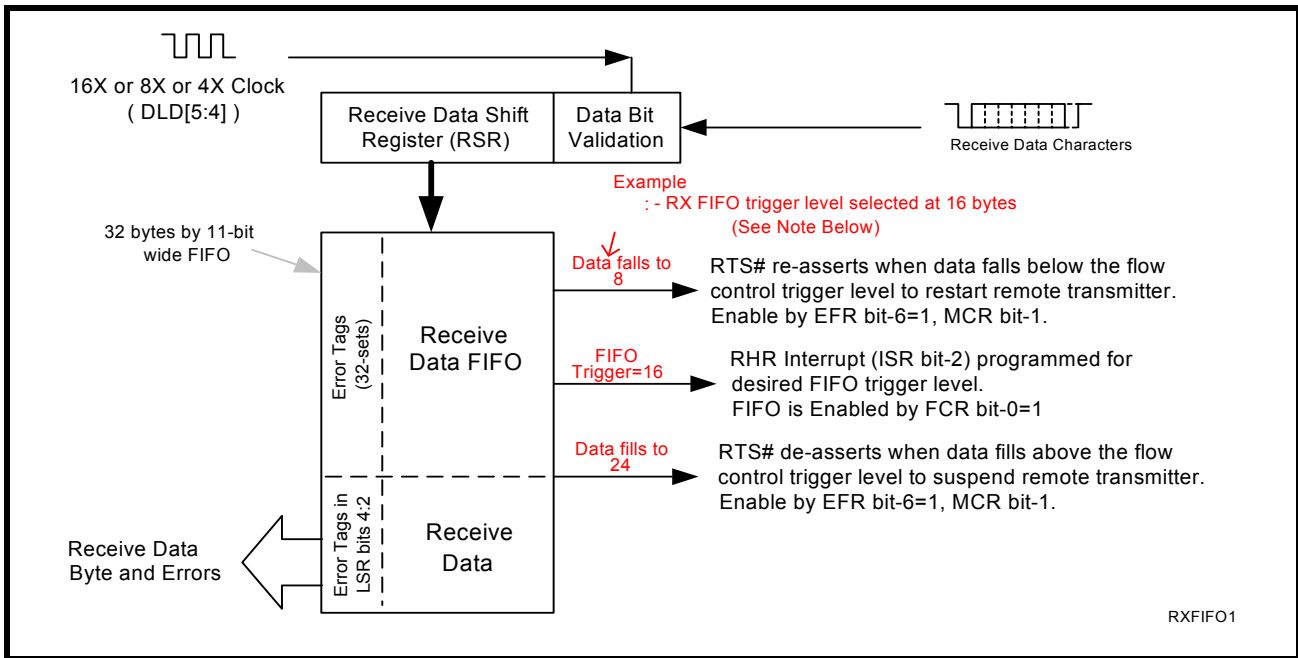 16X or 8X or 4X Clock
( DLD[5:4] )
Receive Data Shift
Register (RSR)
Data Bit
Validation
Receive Data Characters
Example
: - RX FIFO trigger level selected at 16 bytes
(See Note Below)
32 bytes by 11-bit
wide FIFO
Error Tags
(32-sets)
Receive
Data FIFO
Data falls to
8
RTS# re-asserts when data falls below the flow
control trigger level to restart remote transmitter.
Enable by EFR bit-6=1, MCR bit-1.
FIFO
Trigger=16
RHR Interrupt (ISR bit-2) programmed for
desired FIFO trigger level.
FIFO is Enabled by FCR bit-0=1
Data fills to
24
RTS# de-asserts when data fills above the flow
control trigger level to suspend remote transmitter.
Enable by EFR bit-6=1, MCR bit-1.
Error Tags in
LSR bits 4:2
Receive
Data
Receive Data
Byte and Errors
RXFIFO1